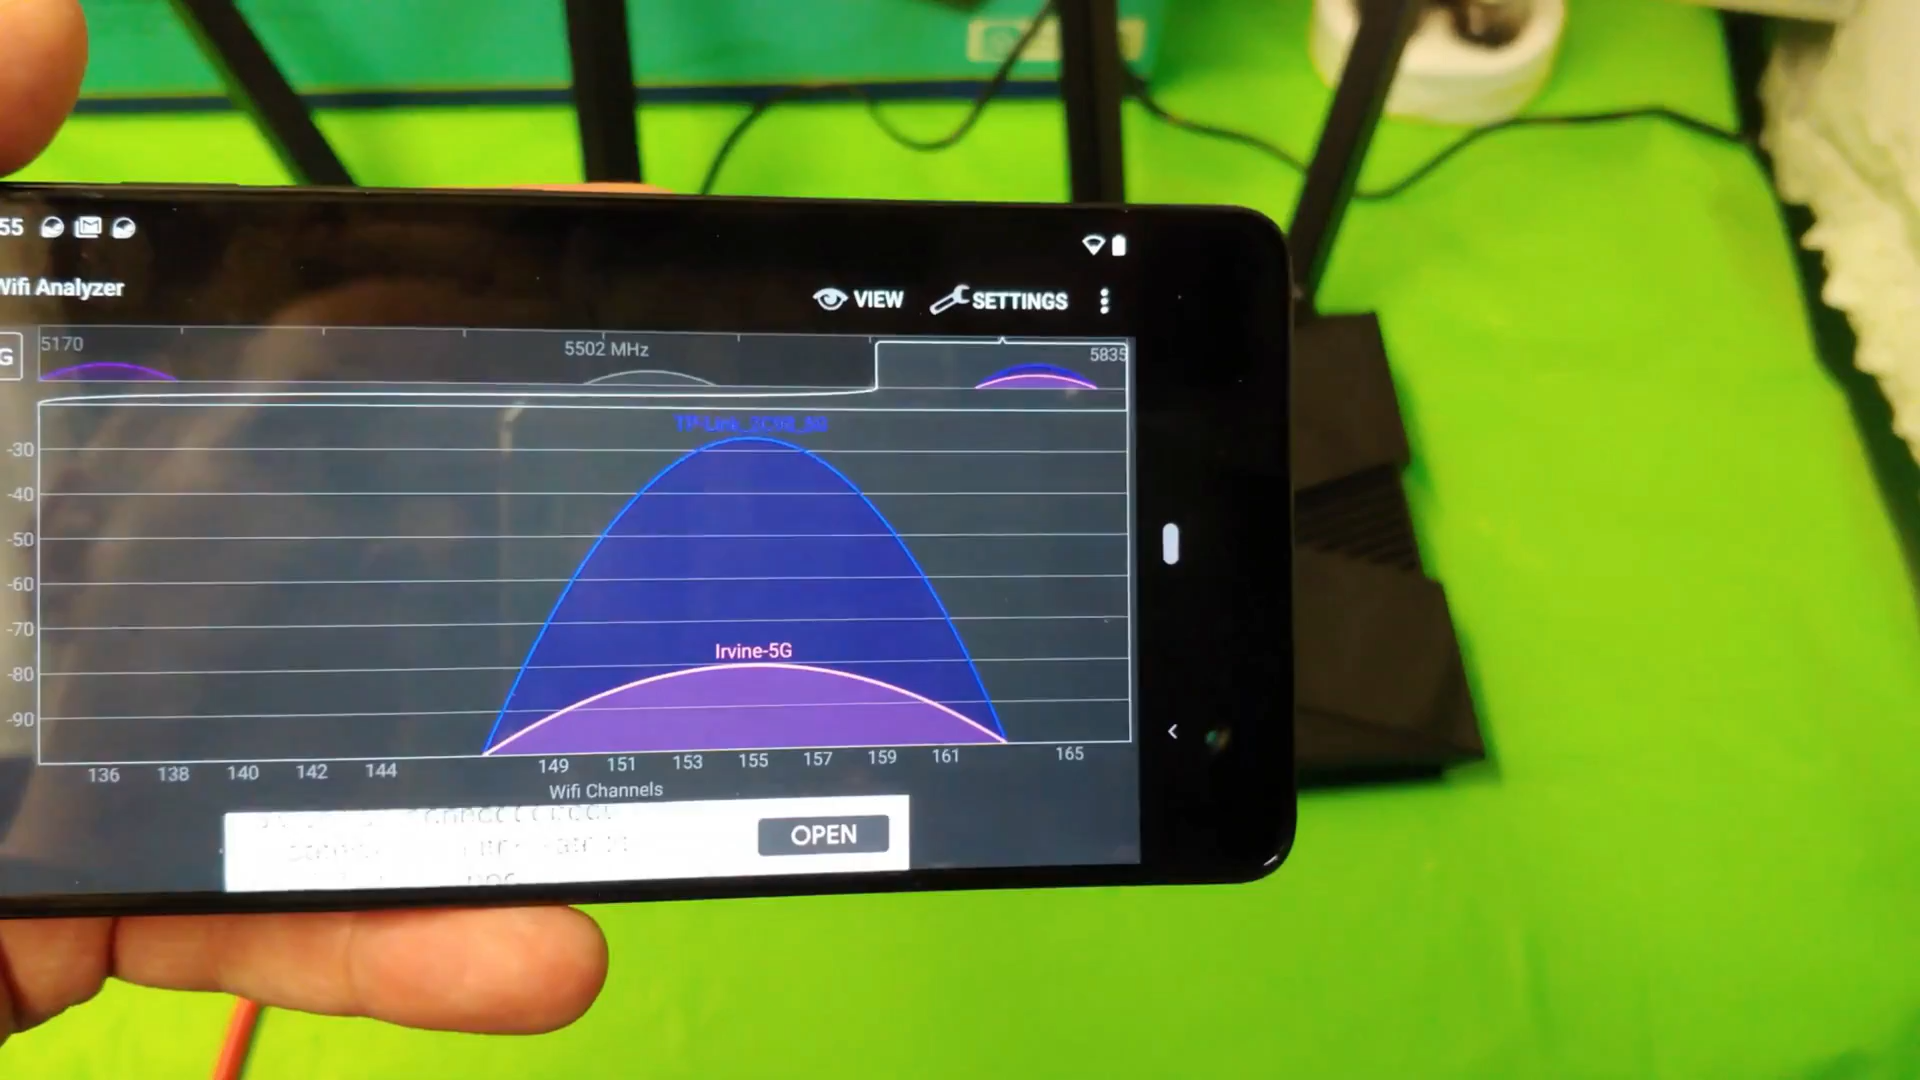 55
Wifi Analyzer
VIEW
SETTINGS
G
5170
5502 MHz
5835
-30
-40
-50
-60
-70
-80
-90
Irvine-5G
136 138 140 142 144 149 151 153 155 157 159 161 165
Wifi Channels
OPEN